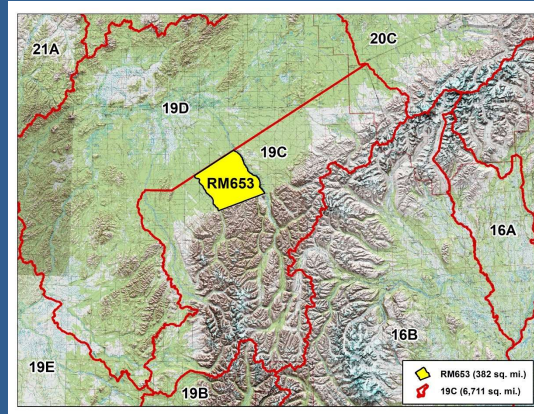 20C
21A
19D
19C
RM653
16A
16B
19E
19B
RM653 (382 sq. mi.)
19C (6,711 sq. mi.)